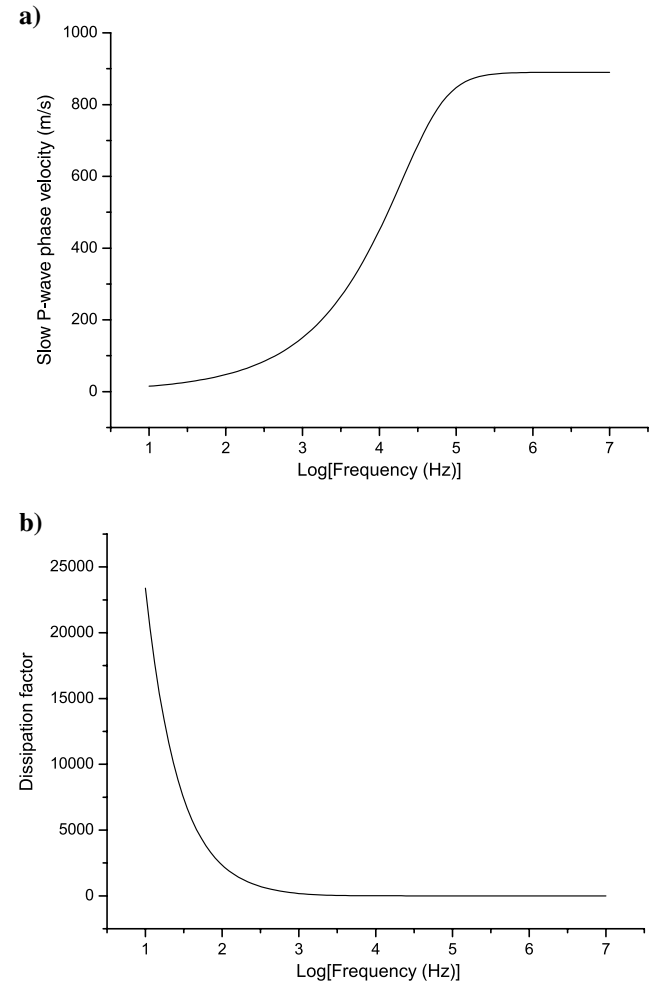 a)
1000
800
600
400
200
0
Slow P-wave phase velocity (m/s)
1 2 3 4 5 6 7
Log[Frequency (Hz)]
b)
25000
20000
15000
10000
5000
0
Dissipation factor
1 2 3 4 5 6 7
Log[Frequency (Hz)]